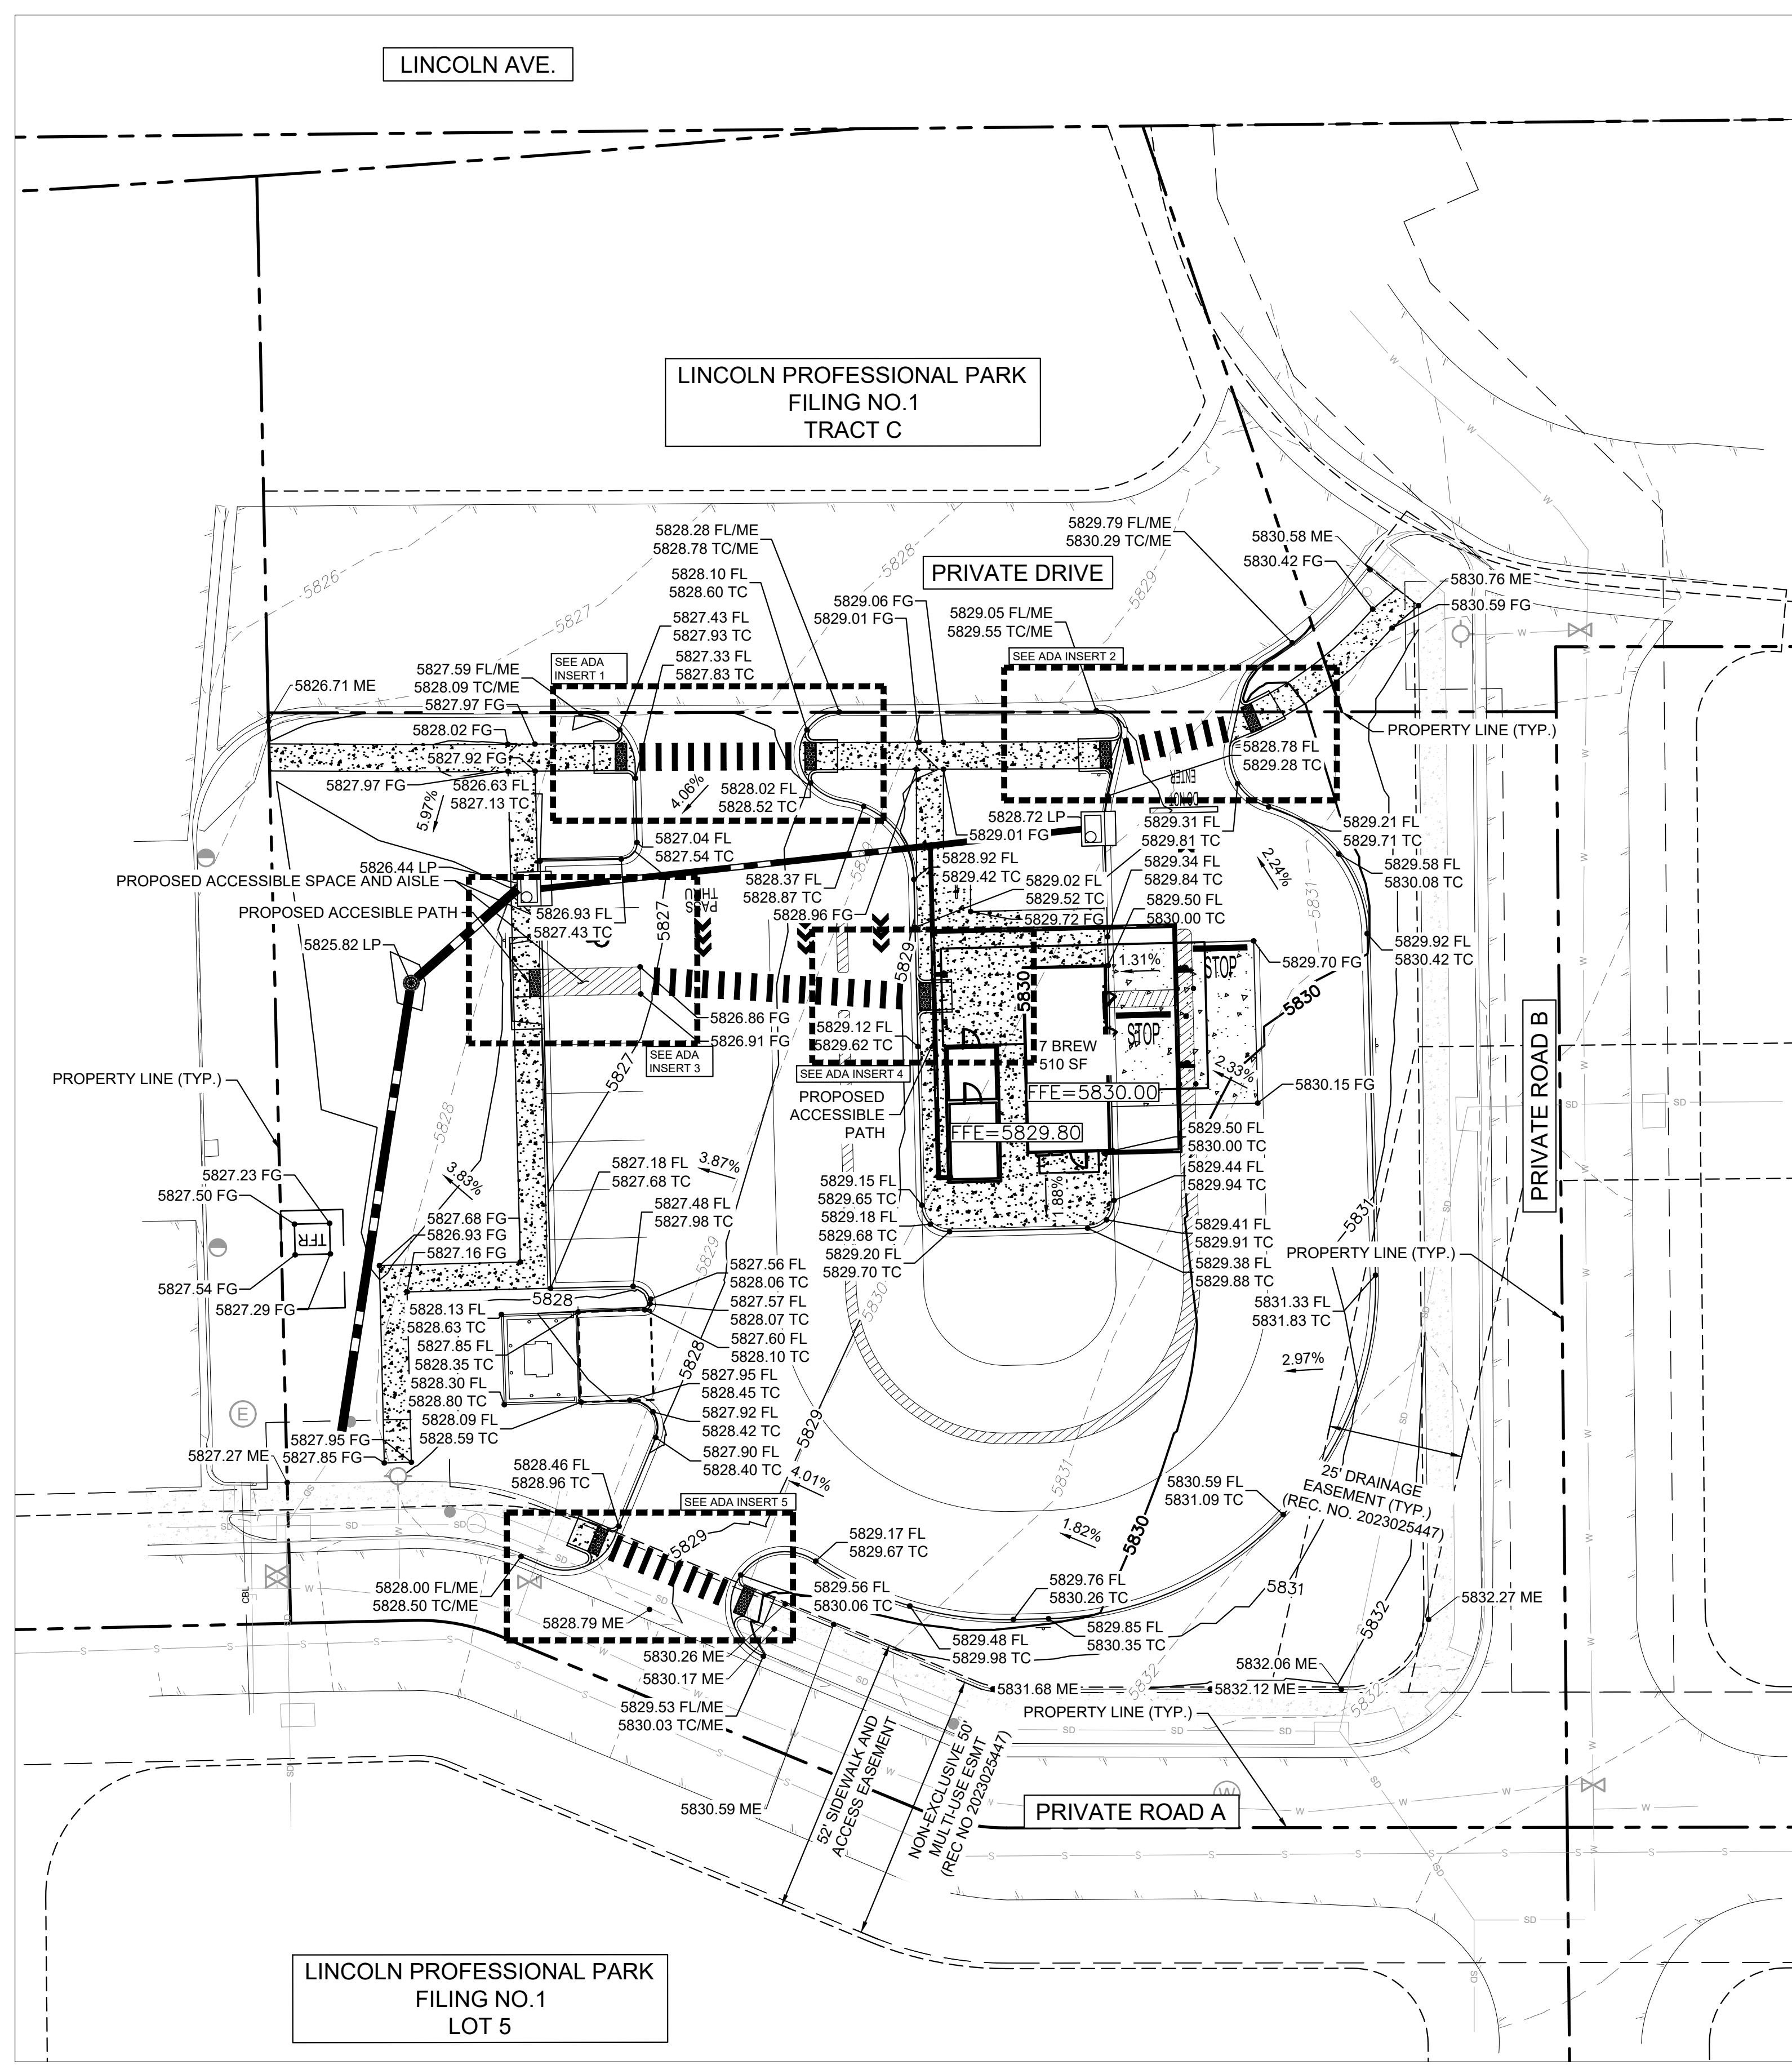 LINCOLN AVE.
LINCOLN PROFESSIONAL PARK
FILING NO.1
TRACT C
5828.28 FL/ME
5828.78 TC/ME
5829.79 FL/ME
5830.29 TC/ME
5830.58 ME
5830.42 FG
5826
5827
5828
5829
PRIVATE DRIVE
5828.10 FL
5828.60 TC
5830.76 ME
5830.59 FG
5829.06 FG
5829.01 FG
5829.05 FL/ME
5829.55 TC/ME
5827.43 FL
5827.93 TC
SEE ADA
INSERT 1
5827.33 FL
5827.83 TC
SEE ADA INSERT 2
5827.59 FL/ME
5828.09 TC/ME
5826.71 ME
5827.97 FG
5828.02 FG
PROPERTY LINE (TYP.)
5827.92 FG
5827.97 FG
5826.63 FL
5827.13 TC
4.06%
5828.02 FL
5828.52 TC
5828.78 FL
5829.28 TC
ENTER
DO NOT
5.97%
5828.72 LP
5829.01 FG
5829.31 FL
5829.81 TC
5829.21 FL
5829.71 TC
5827.04 FL
5827.54 TC
5829
5828.92 FL
5829.42 TC
5829.34 FL
5829.84 TC
2.24%
5829.58 FL
5830.08 TC
5826.44 LP
PROPOSED ACCESSIBLE SPACE AND AISLE
5828.37 FL
5828.87 TC
5829.02 FL
5829.52 TC
5829.50 FL
5830.00 TC
5831
PASS
THRU
PROPOSED ACCESIBLE PATH
5826.93 FL
5827.43 TC
5827
5828.96 FG
5829.72 FG
5829.92 FL
5830.42 TC
5825.82 LP
5829
5830
1.31%
STOP
5829.70 FG
5830
5826.86 FG
5826.91 FG
5829.12 FL
5829.62 TC
STOP
7 BREW
510 SF
SEE ADA
INSERT 3
SEE ADA INSERT 4
PROPERTY LINE (TYP.)
5827
2.33%
5830.15 FG
FFE=5830.00
PROPOSED
ACCESSIBLE
PATH
FFE=5829.80
PRIVATE ROAD B
5828
5829.50 FL
5830.00 TC
5827.18 FL
5827.68 TC
3.87%
5829.44 FL
5829.94 TC
3.83%
5827.23 FG
5827.50 FG
5829.15 FL
5829.65 TC
1.88%
5827.48 FL
5827.98 TC
5829.18 FL
5829.68 TC
5831
5827.68 FG
5826.93 FG
5827.16 FG
5829.41 FL
5829.91 TC
TFR
5829
5829.20 FL
5829.70 TC
PROPERTY LINE (TYP.)
5827.56 FL
5828.06 TC
5829.38 FL
5829.88 TC
5827.54 FG
5827.29 FG
5828
5830
5827.57 FL
5828.07 TC
5828.13 FL
5828.63 TC
5831.33 FL
5831.83 TC
5827.60 FL
5828.10 TC
5827.85 FL
5828.35 TC
5828
2.97%
5827.95 FL
5828.45 TC
5828.30 FL
5828.80 TC
5827.92 FL
5828.42 TC
E
5828.09 FL
5828.59 TC
5829
5827.95 FG
5827.85 FG
5827.27 ME
5827.90 FL
5828.40 TC
5828.46 FL
5828.96 TC
4.01%
5831
5830.59 FL
5831.09 TC
25' DRAINAGE
EASEMENT (TYP.)
(REC. NO. 2023025447)
SEE ADA INSERT 5
1.82%
5830
5829
5829.17 FL
5829.67 TC
5828.00 FL/ME
5828.50 TC/ME
5829.56 FL
5830.06 TC
5829.76 FL
5830.26 TC
5831
5832.27 ME
CBL
5828.79 ME
5829.85 FL
5830.35 TC
5832
5829.48 FL
5829.98 TC
5830.26 ME
5830.17 ME
5832.06 ME
5832
5831.68 ME
5832.12 ME
5832
5829.53 FL/ME
5830.03 TC/ME
PROPERTY LINE (TYP.)
52' SIDEWALK AND
ACCESS EASEMENT
NON-EXCLUSIVE 50'
MULTI-USE ESMT
(REC NO 2023025447)
5830.59 ME
W
PRIVATE ROAD A
LINCOLN PROFESSIONAL PARK
FILING NO.1
LOT 5